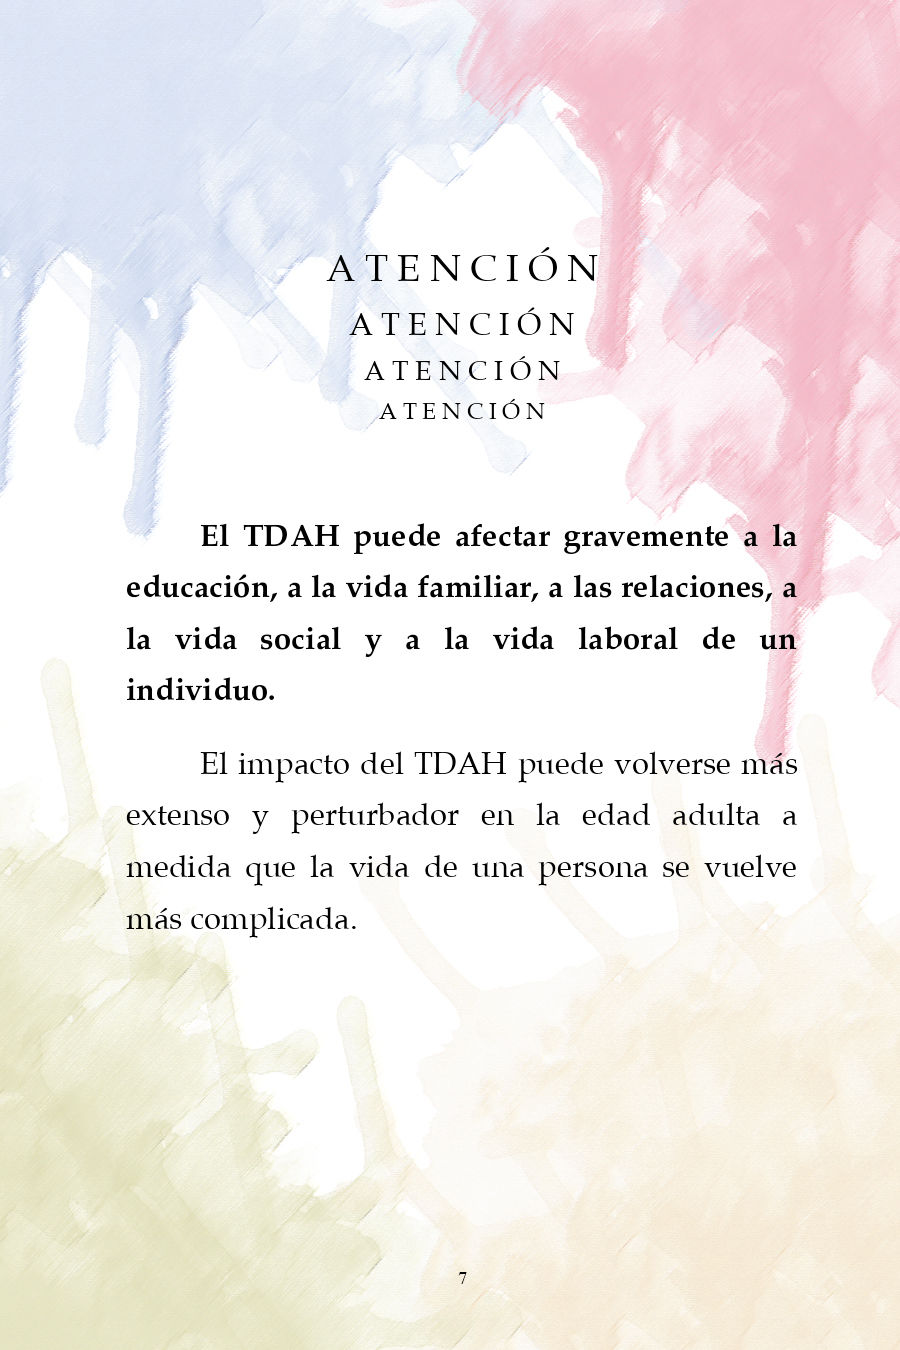 ATENCIÓN
ATENCIÓN
ATENCIÓN
ATENCIÓN
El TDAH puede afectar gravemente a la
educación, a la vida familiar, a las relaciones, a
la vida social y a la vida laboral de un
individuo.
El impacto del TDAH puede volverse más
extenso y perturbador en la edad adulta a
medida que la vida de una persona se vuelve
más complicada.
7